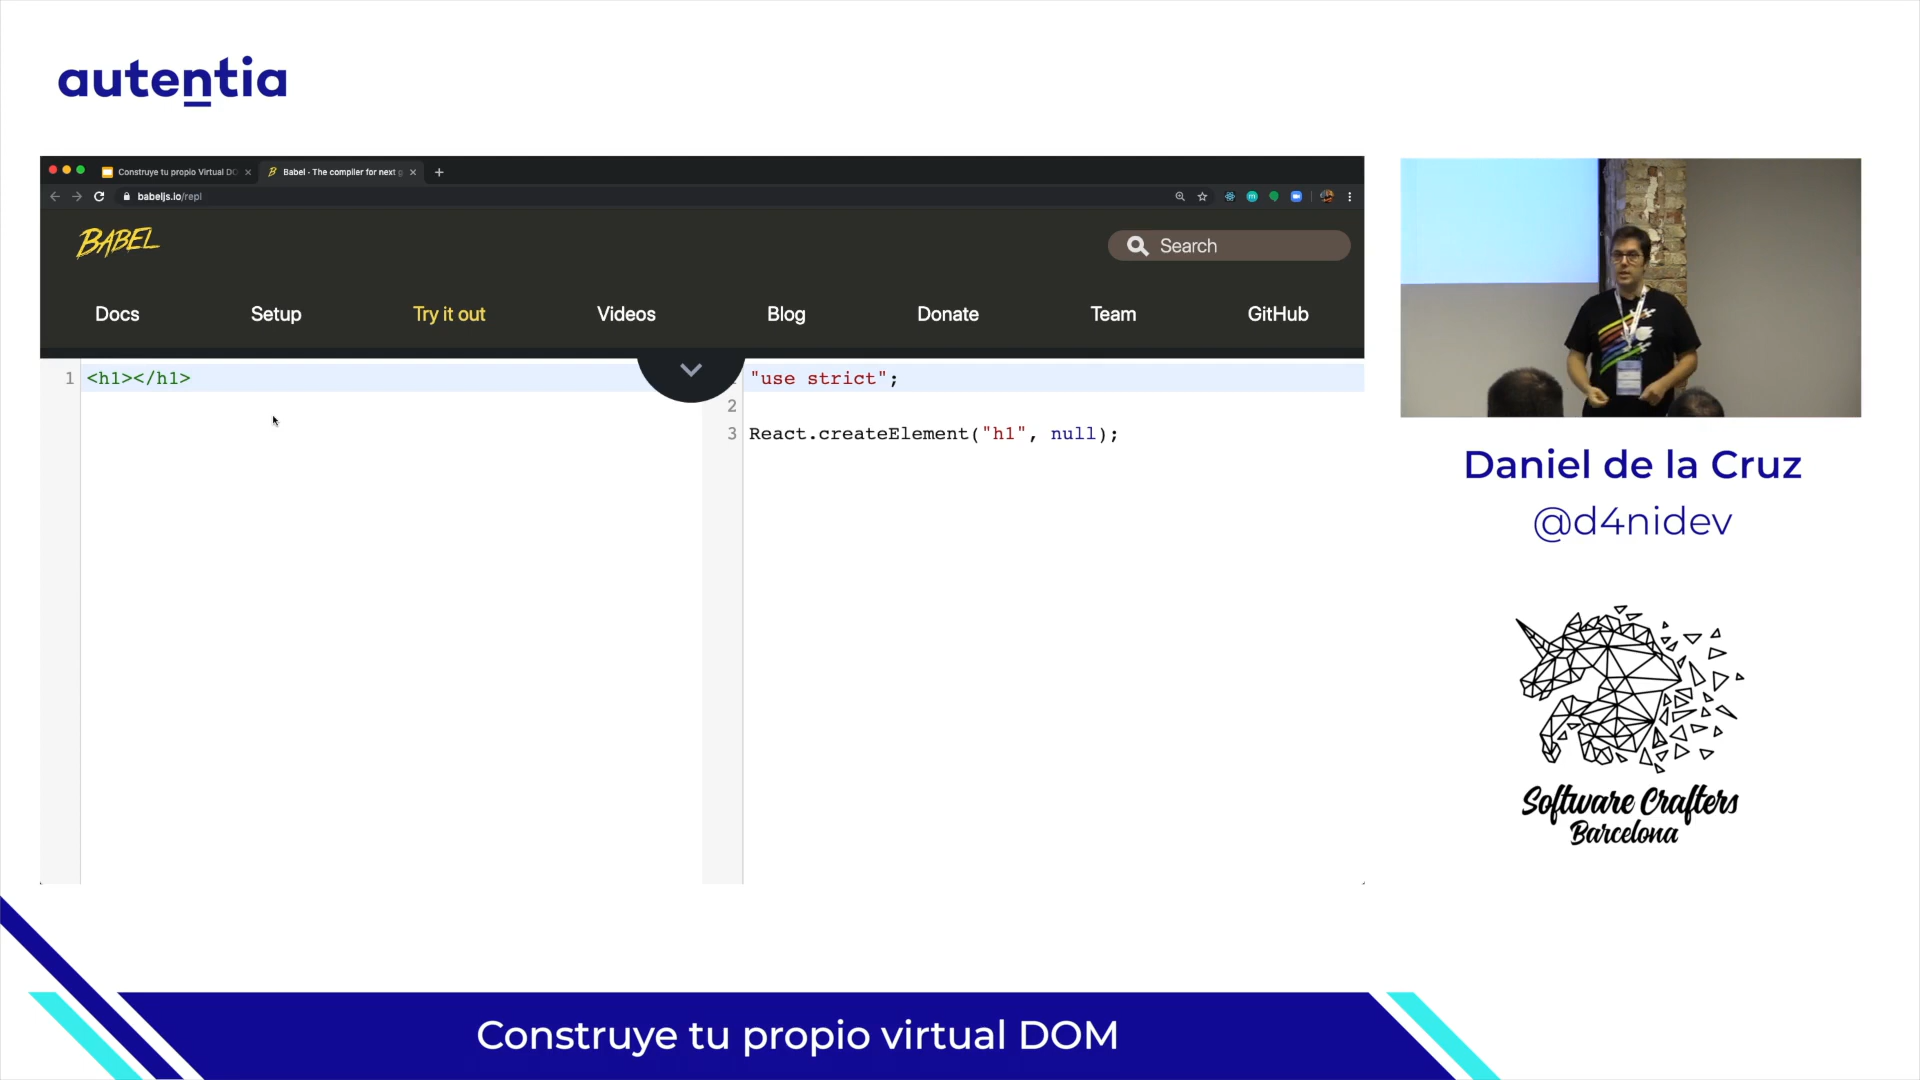 autentia
Construye tu propio Virtual DO
Babel - The compiler for next g
babeljs.io/repl
BABEL
Search
Docs
Setup
Try it out
Videos
Blog
Donate
Team
GitHub
1 <h1></h1>
"use strict";
2
3 React.createElement("h1", null);
Daniel de la Cruz
@d4nidev
Software Crafters
Barcelona
Construye tu propio virtual DOM